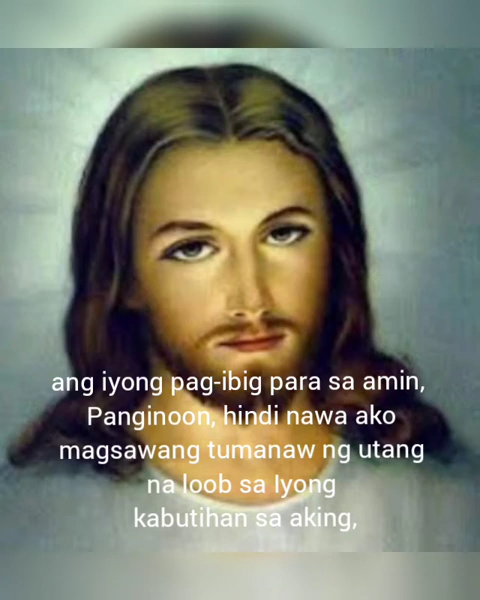 ang iyong pag-ibig para sa amin,
Panginoon, hindi nawa ako
magsawang tumanaw ng utang
na loob sa Iyong
kabutihan sa aking,